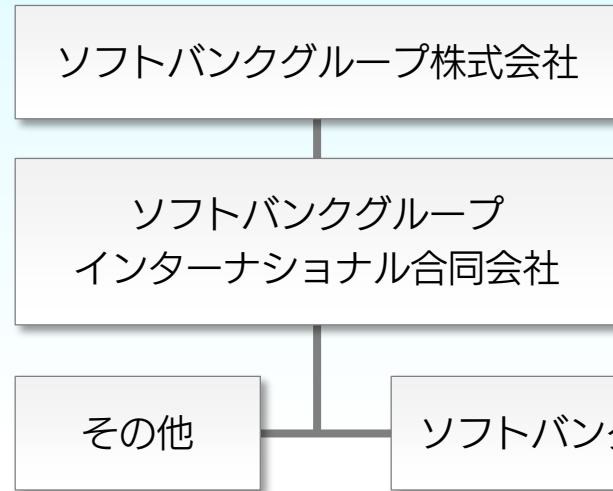 ソフトバンクグループ株式会社
ソフトバンクグループ
インターナショナル合同会社
その他
ソフトバンク